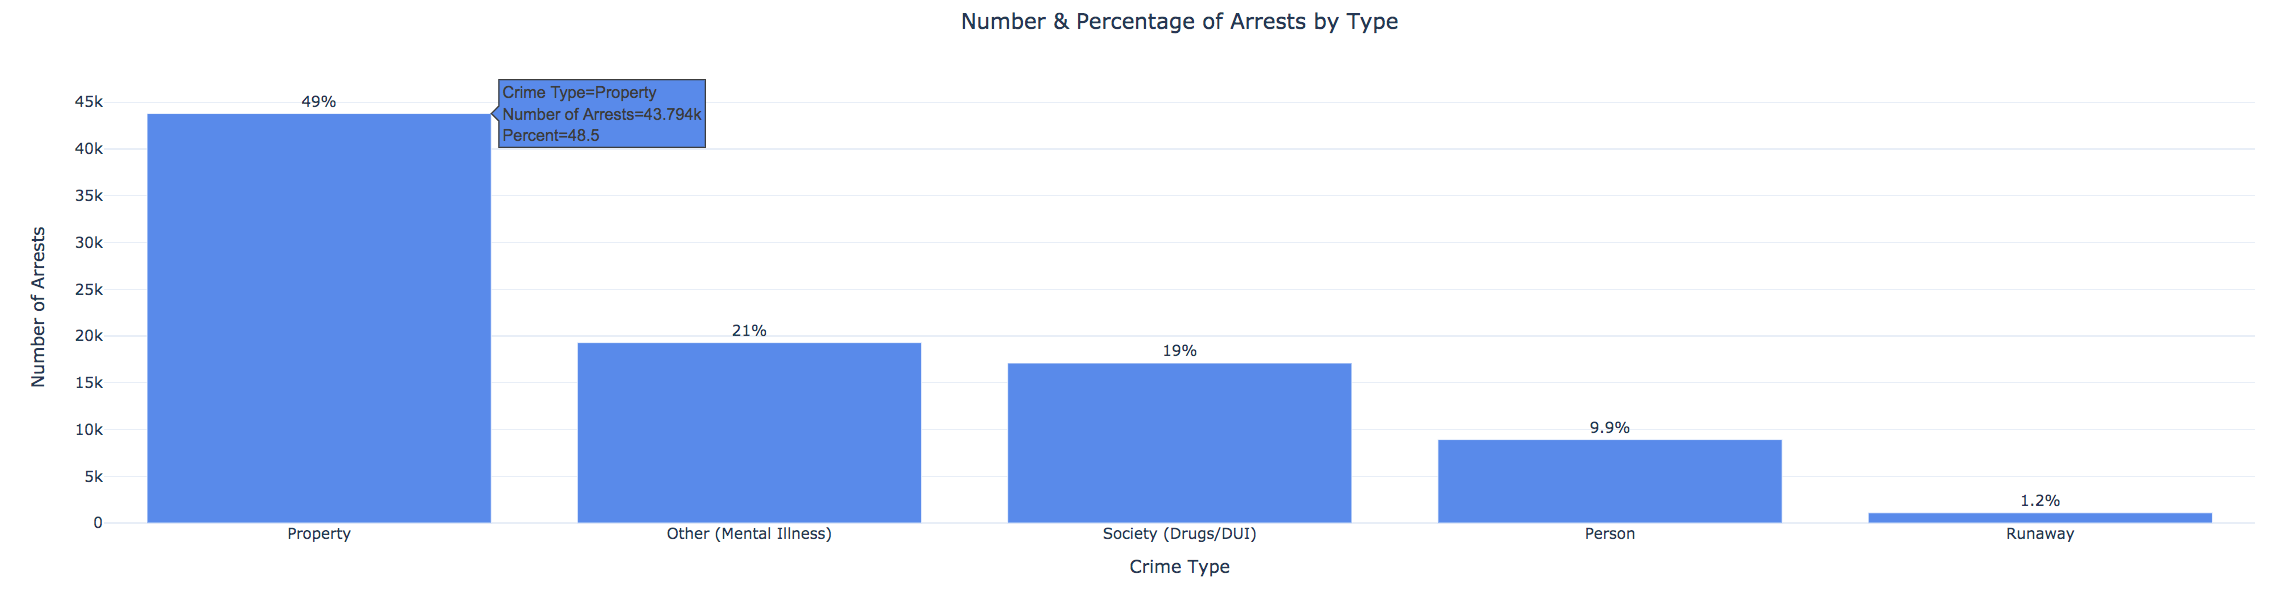 Number & Percentage of Arrests by Type
45k
40k
35k
30k
25k
20k
15k
10k
5k
0
Number of Arrests
49%
Crime Type=Property
Number of Arrests=43.794k
Percent=48.5
21%
19%
9.9%
1.2%
Property
Other (Mental Illness)
Society (Drugs/DUI)
Person
Runaway
Crime Type